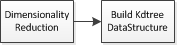 Dimensionality
Reduction
Build Kdtree
DataStructure